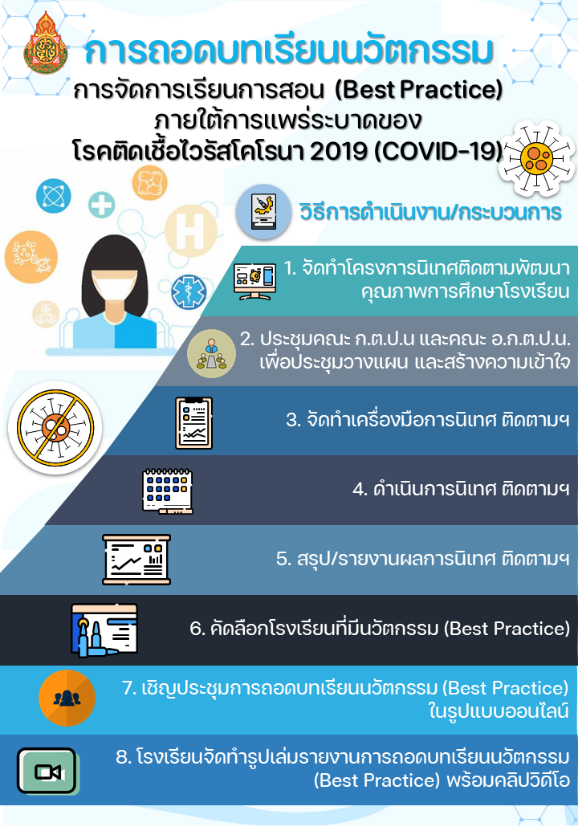 การถอดบทเรียนนวัตกรรม
การจัดการเรียนการสอน (Best Practice)
ภายใต้การแพร่ระบาดของ
โรคติดเชื้อไวรัสโคโรนา 2019 (COVID-19)
วิธีการดำเนินงาน/กระบวนการ
1. จัดทำโครงการนิเทศติดตามพัฒนา
คุณภาพการศึกษาโรงเรียน
2. ประชุมคณะ ก.ต.ป.น และคณะ อ.ก.ต.ป.น.
เพื่อประชุมวางแผน และสร้างความเข้าใจ
3. จัดทำเครื่องมือการนิเทศ ติดตามฯ
4. ดำเนินการนิเทศ ติดตามฯ
5. สรุป/รายงานผลการนิเทศ ติดตามฯ
6. คัดลือกโรงเรียนที่มีนวัตกรรม (Best Practice)
7. เชิญประชุมการถอดบทเรียนนวัตกรรม (Best Practice)
ในรูปแบบออนไลน์
8. โรงเรียนจัดทำรูปเล่มรายงานการถอดบทเรียนนวัตกรรม
(Best Practice) พร้อมคลิปวิดีโอ